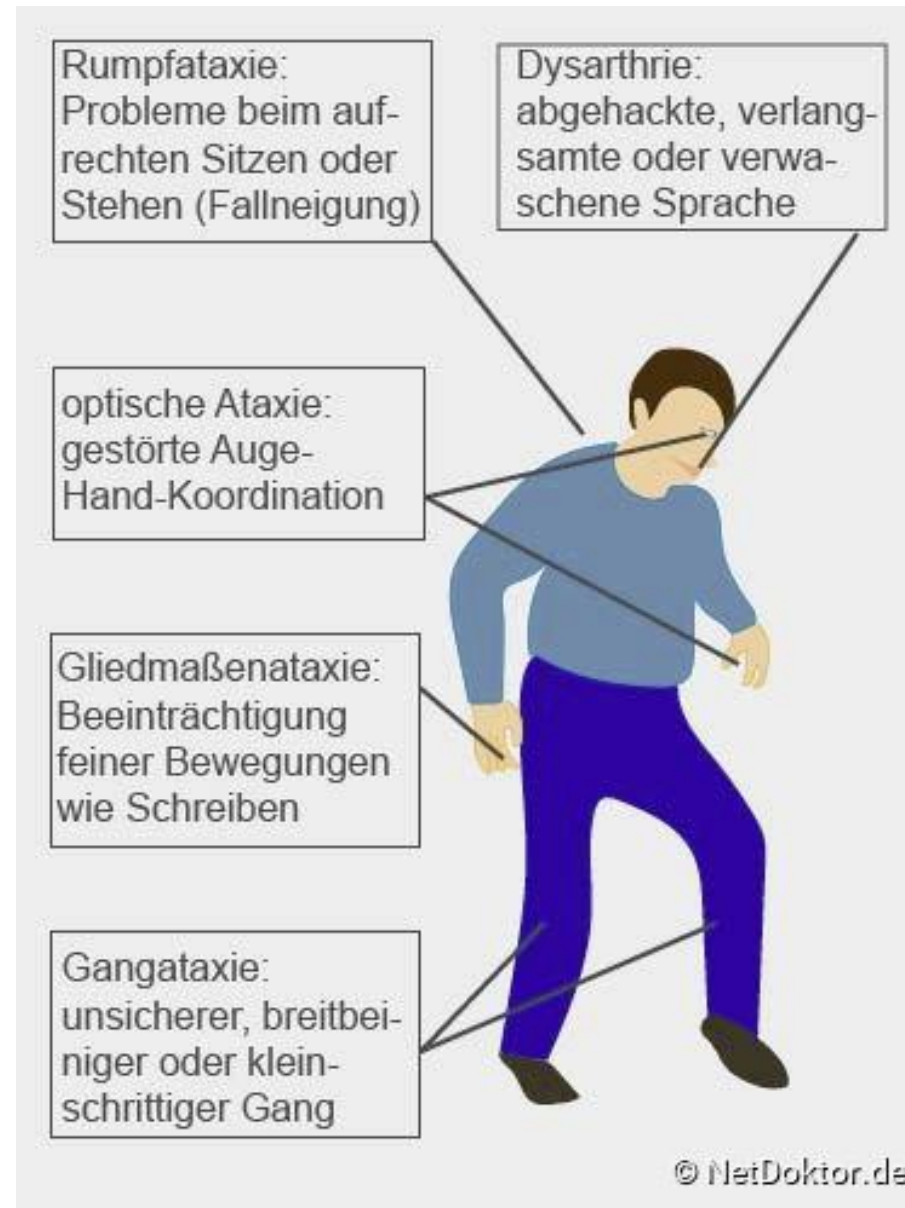 Rumpfataxie:
Probleme beim auf-
rechten Sitzen oder
Stehen (Fallneigung)
Dysarthrie:
abgehackte, verlang-
samte oder verwa-
schene Sprache
optische Ataxie:
gestörte Auge-
Hand-Koordination
Gliedmaßenataxie:
Beeinträchtigung
feiner Bewegungen
wie Schreiben
Gangataxie:
unsicherer, breitbei-
niger oder klein-
schrittiger Gang
© NetDoktor.de